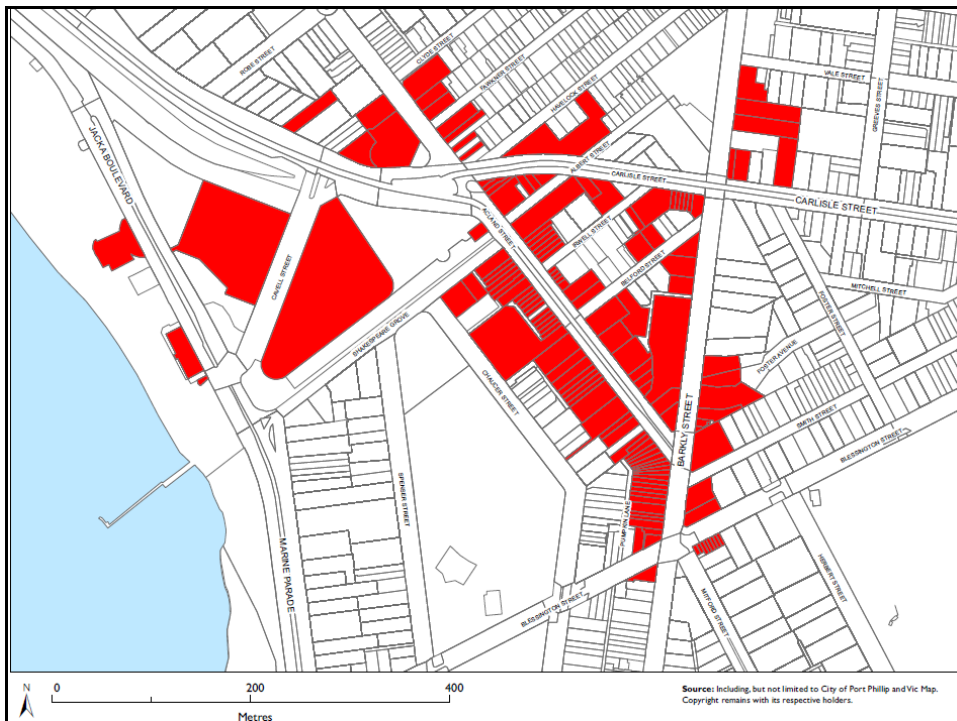 ROBE STREET
CLYDE STREET
FAWKNER STREET
HAVELOCK STREET
VALE STREET
GREEVES STREET
JACKA BOULEVARD
ALBERT STREET
CARLISLE STREET
CARLISLE STREET
ACLAND STREET
IRWELL STREET
BELFORD STREET
CAVELL STREET
MITCHELL STREET
FOSTER STREET
SHAKESPEARE GROVE
FOSTER AVENUE
CHAUCER STREET
SMITH STREET
BARKLY STREET
BLESSINGTON STREET
SPENSER STREET
PUMPKIN LANE
MARINE PARADE
HERBERT STREET
MITFORD STREET
BLESSINGTON STREET
N
0 200 400
Metres
Source: Including, but not limited to City of Port Phillip and Vic Map.
Copyright remains with its respective holders.